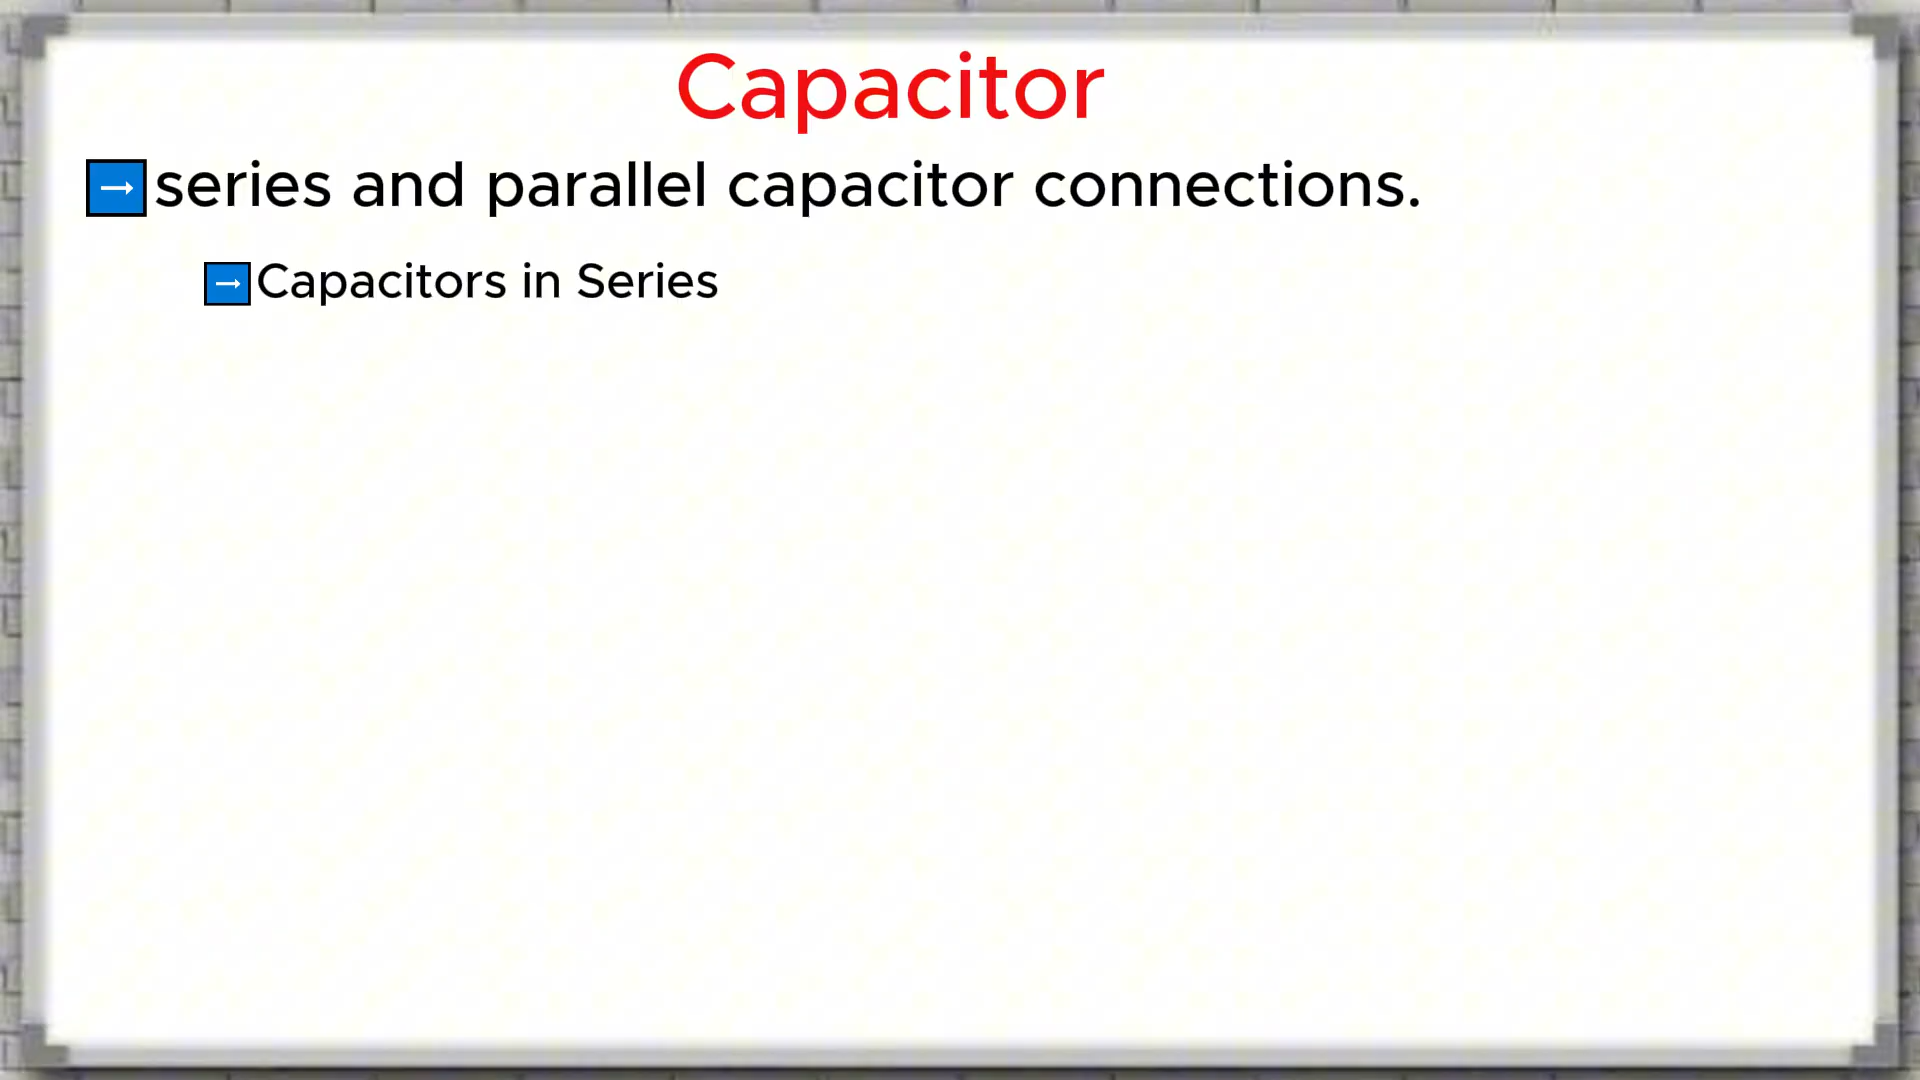 Capacitor
→ series and parallel capacitor connections.
→ Capacitors in Series